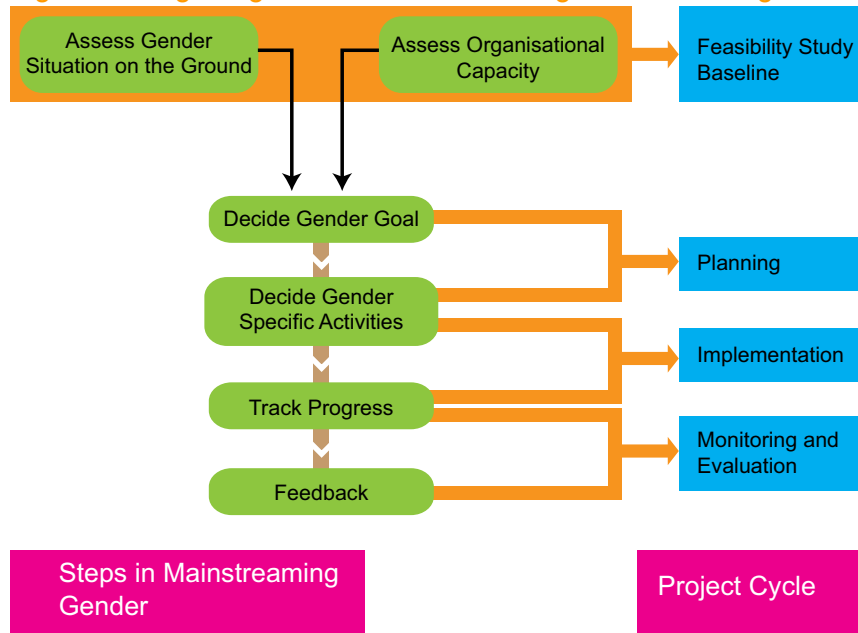 Assess Gender
Situation on the Ground
Assess Organisational
Capacity
Feasibility Study
Baseline
Decide Gender Goal
Planning
Decide Gender
Specific Activities
Implementation
Track Progress
Monitoring and
Evaluation
Feedback
Steps in Mainstreaming
Gender
Project Cycle